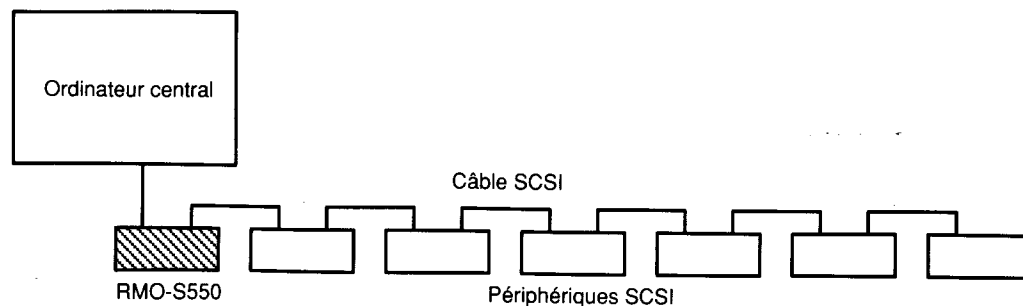 Ordinateur central
Câble SCSI
RMO-S550
Périphériques SCSI